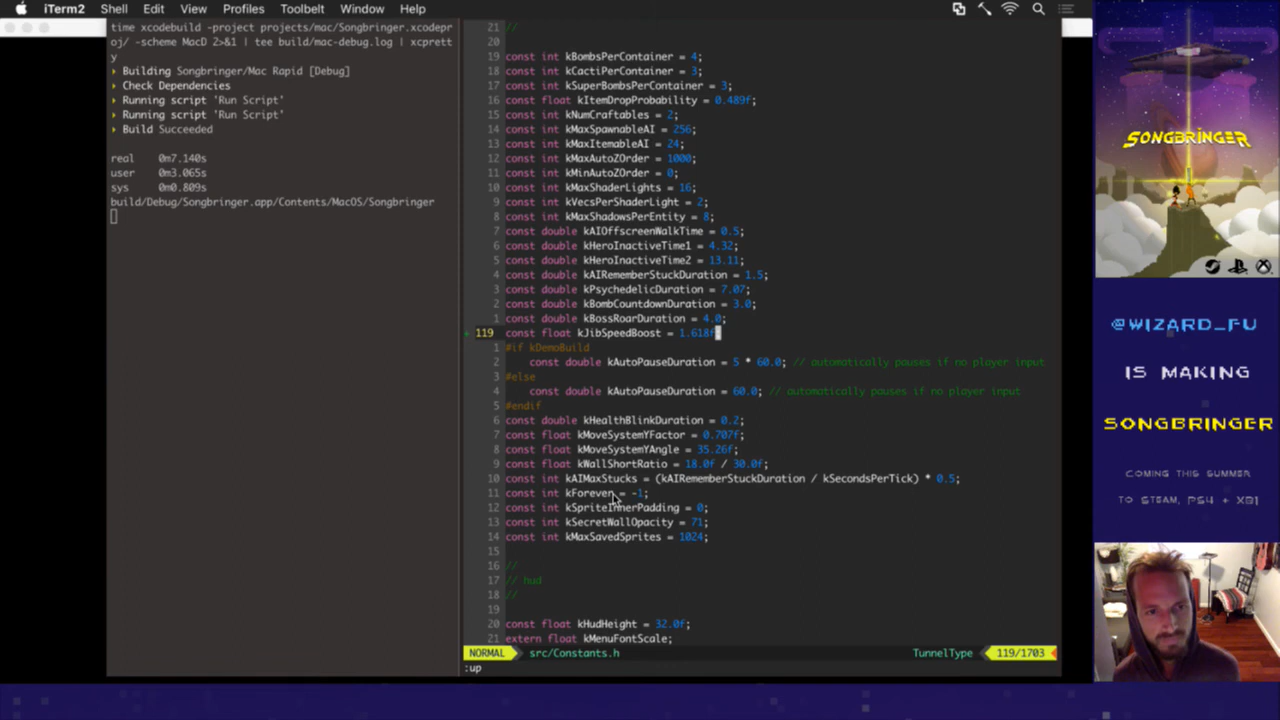 iTerm2 Shell Edit View Profiles Toolbelt Window Help
time xcodebuild -project projects/mac/Songbringer.xcodepr
oj/ -scheme MacD 2>&1 | tee build/mac-debug.log | xcprett
y
Building Songbringer/Mac Rapid [Debug]
Check Dependencies
Running script 'Run Script'
Running script 'Run Script'
Build Succeeded
real 0m7.140s
user 0m3.065s
sys 0m0.809s
build/Debug/Songbringer.app/Contents/MacOS/Songbringer
21 //
20
19 const int kBombsPerContainer = 4;
18 const int kCactiPerContainer = 3;
17 const int kSuperBombsPerContainer = 3;
16 const float kItemDropProbability = 0.489f;
15 const int kNumCraftables = 2;
14 const int kMaxSpawnableAI = 256;
13 const int kMaxItemableAI = 24;
12 const int kMaxAutoZOrder = 1000;
11 const int kMinAutoZOrder = 0;
10 const int kMaxShaderLights = 16;
9 const int kVecsPerShaderLight = 2;
8 const int kMaxShadowsPerEntity = 8;
7 const double kAIOffscreenWalkTime = 0.5;
6 const double kHeroInactiveTime1 = 4.32;
5 const double kHeroInactiveTime2 = 13.11;
4 const double kAIRememberStuckDuration = 1.5;
3 const double kPsychedelicDuration = 7.07;
2 const double kBombCountdownDuration = 3.0;
1 const double kBossRoarDuration = 4.0;
+ 119 const float kJibSpeedBoost = 1.618f;
1 #if kDemoBuild
2 const double kAutoPauseDuration = 5 * 60.0; // automatically pauses if no player input
3 #else
4 const double kAutoPauseDuration = 60.0; // automatically pauses if no player input
5 #endif
6 const double kHealthBlinkDuration = 0.2;
7 const float kMoveSystemYFactor = 0.707f;
8 const float kMoveSystemYAngle = 35.26f;
9 const float kWallShortRatio = 18.0f / 30.0f;
10 const int kAIMaxStucks = (kAIRememberStuckDuration / kSecondsPerTick) * 0.5;
11 const int kForever = -1;
12 const int kSpriteInnerPadding = 0;
13 const int kSecretWallOpacity = 71;
14 const int kMaxSavedSprites = 1024;
15
16 //
17 // hud
18 //
19
20 const float kHudHeight = 32.0f;
21 extern float kMenuFontScale;
NORMAL src/Constants.h TunnelType 119/1703
:up
SONGBRINGER
@WIZARD_FU
IS MAKING
SONGBRINGER
COMING THIS SUMMER
TO STEAM, PS4 + XB1